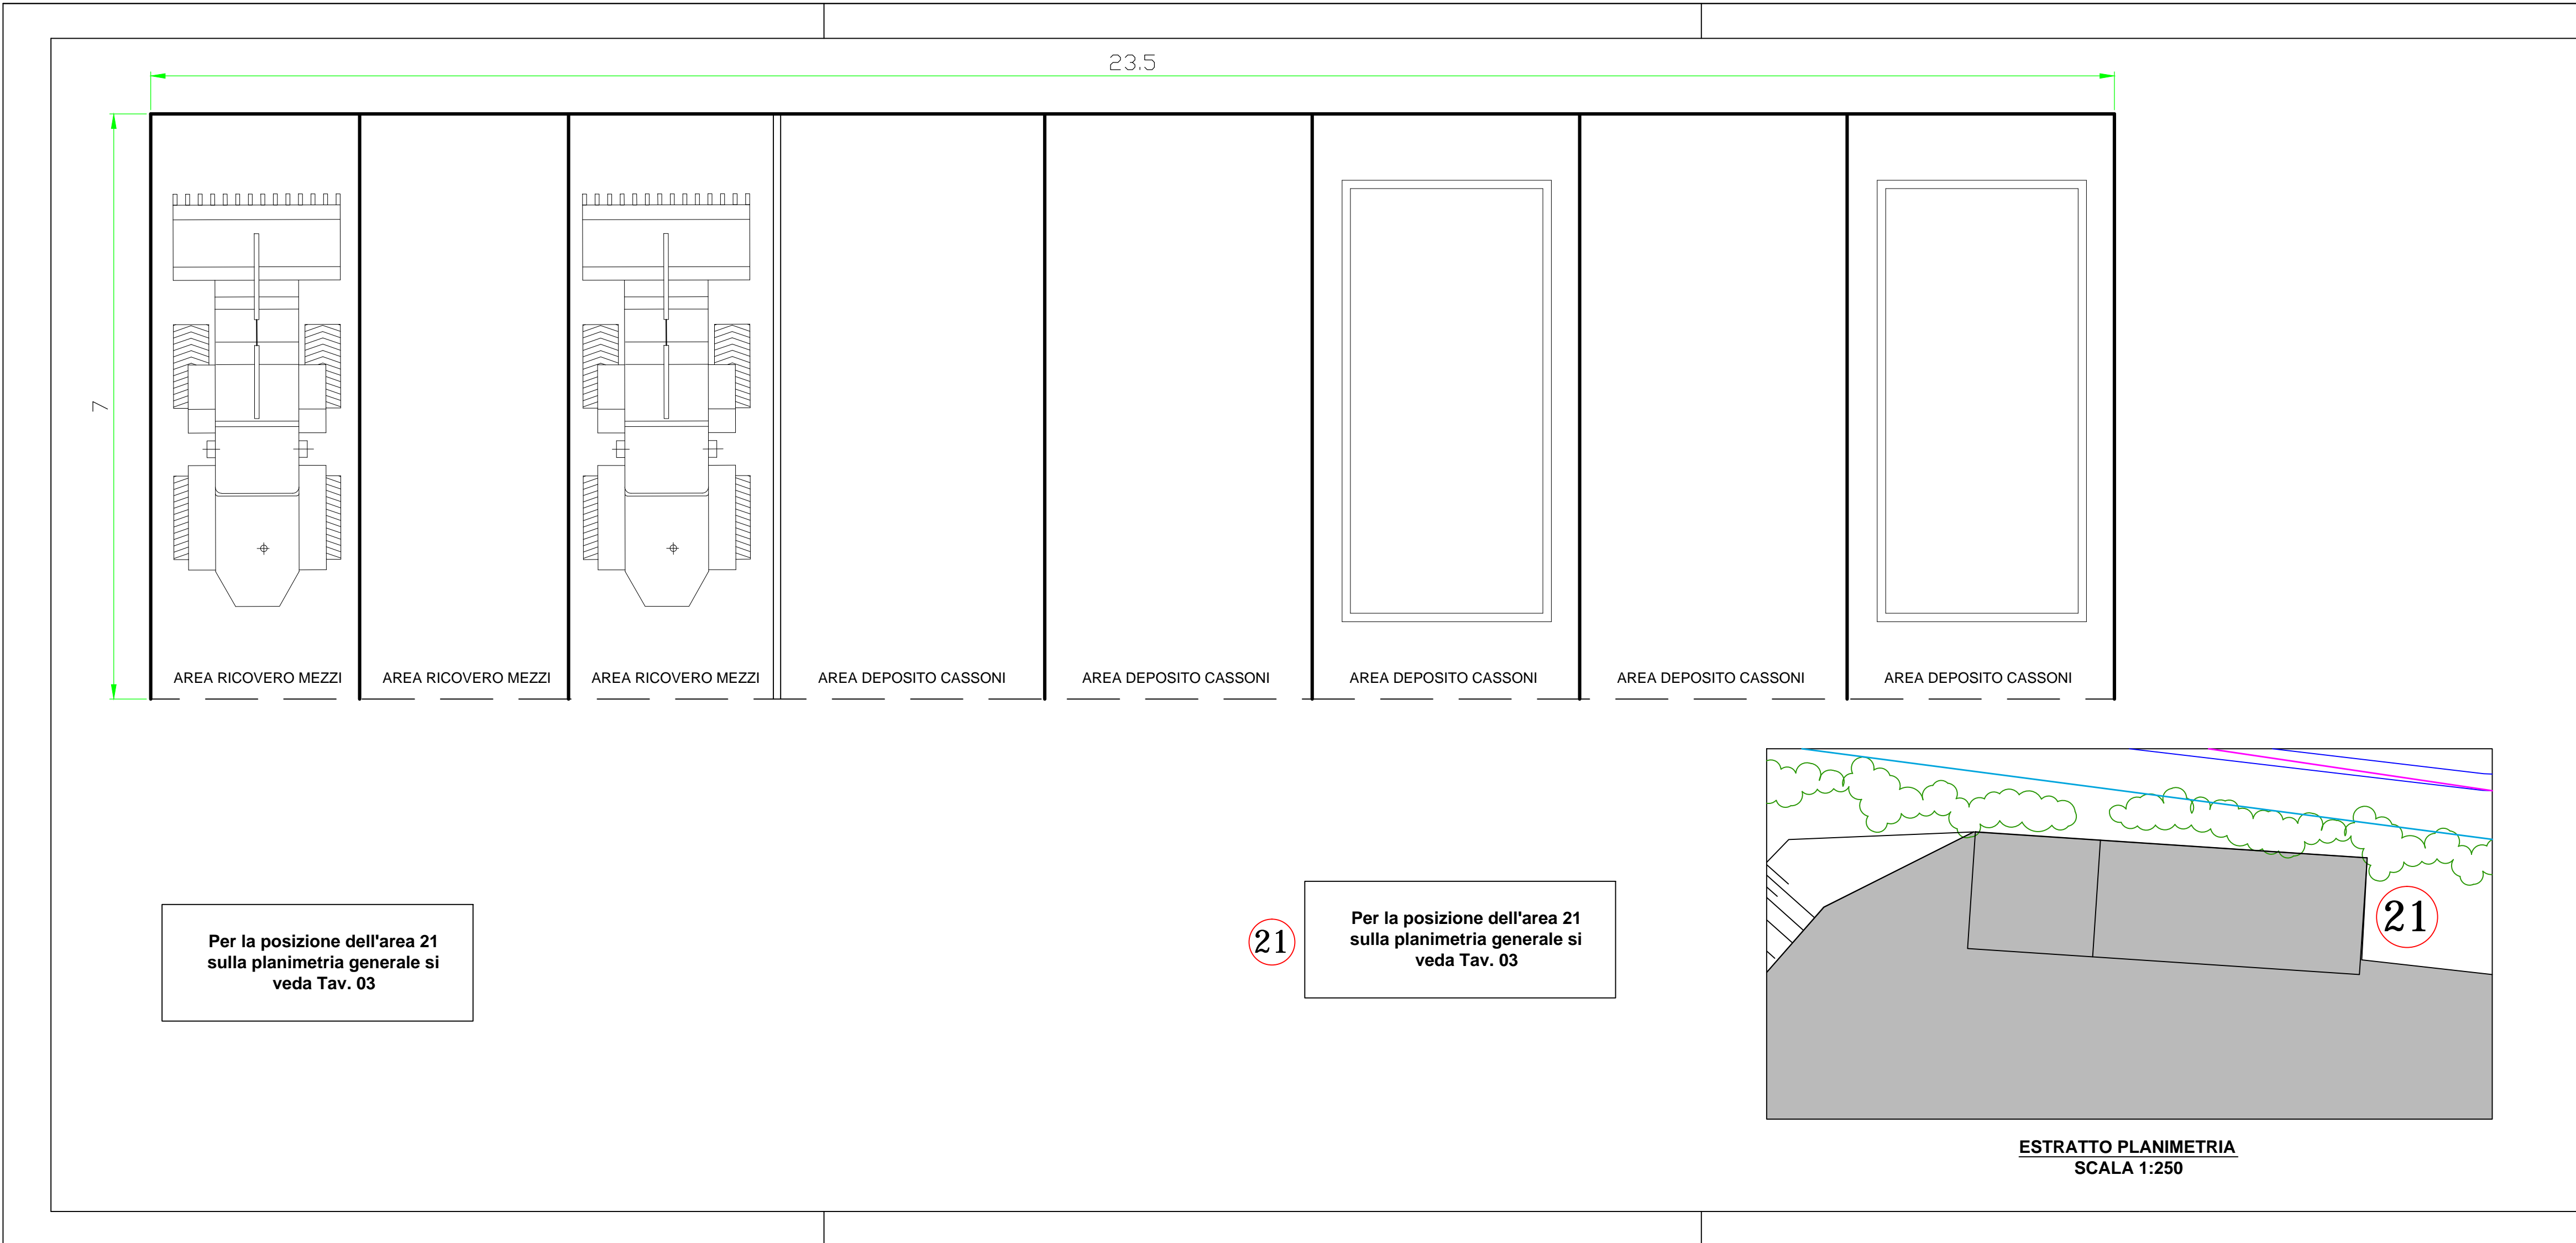 23.5
7
AREA RICOVERO MEZZI
AREA RICOVERO MEZZI
AREA RICOVERO MEZZI
AREA DEPOSITO CASSONI
AREA DEPOSITO CASSONI
AREA DEPOSITO CASSONI
AREA DEPOSITO CASSONI
AREA DEPOSITO CASSONI
Per la posizione dell'area 21
sulla planimetria generale si
veda Tav. 03
21
Per la posizione dell'area 21
sulla planimetria generale si
veda Tav. 03
21
ESTRATTO PLANIMETRIA
SCALA 1:250